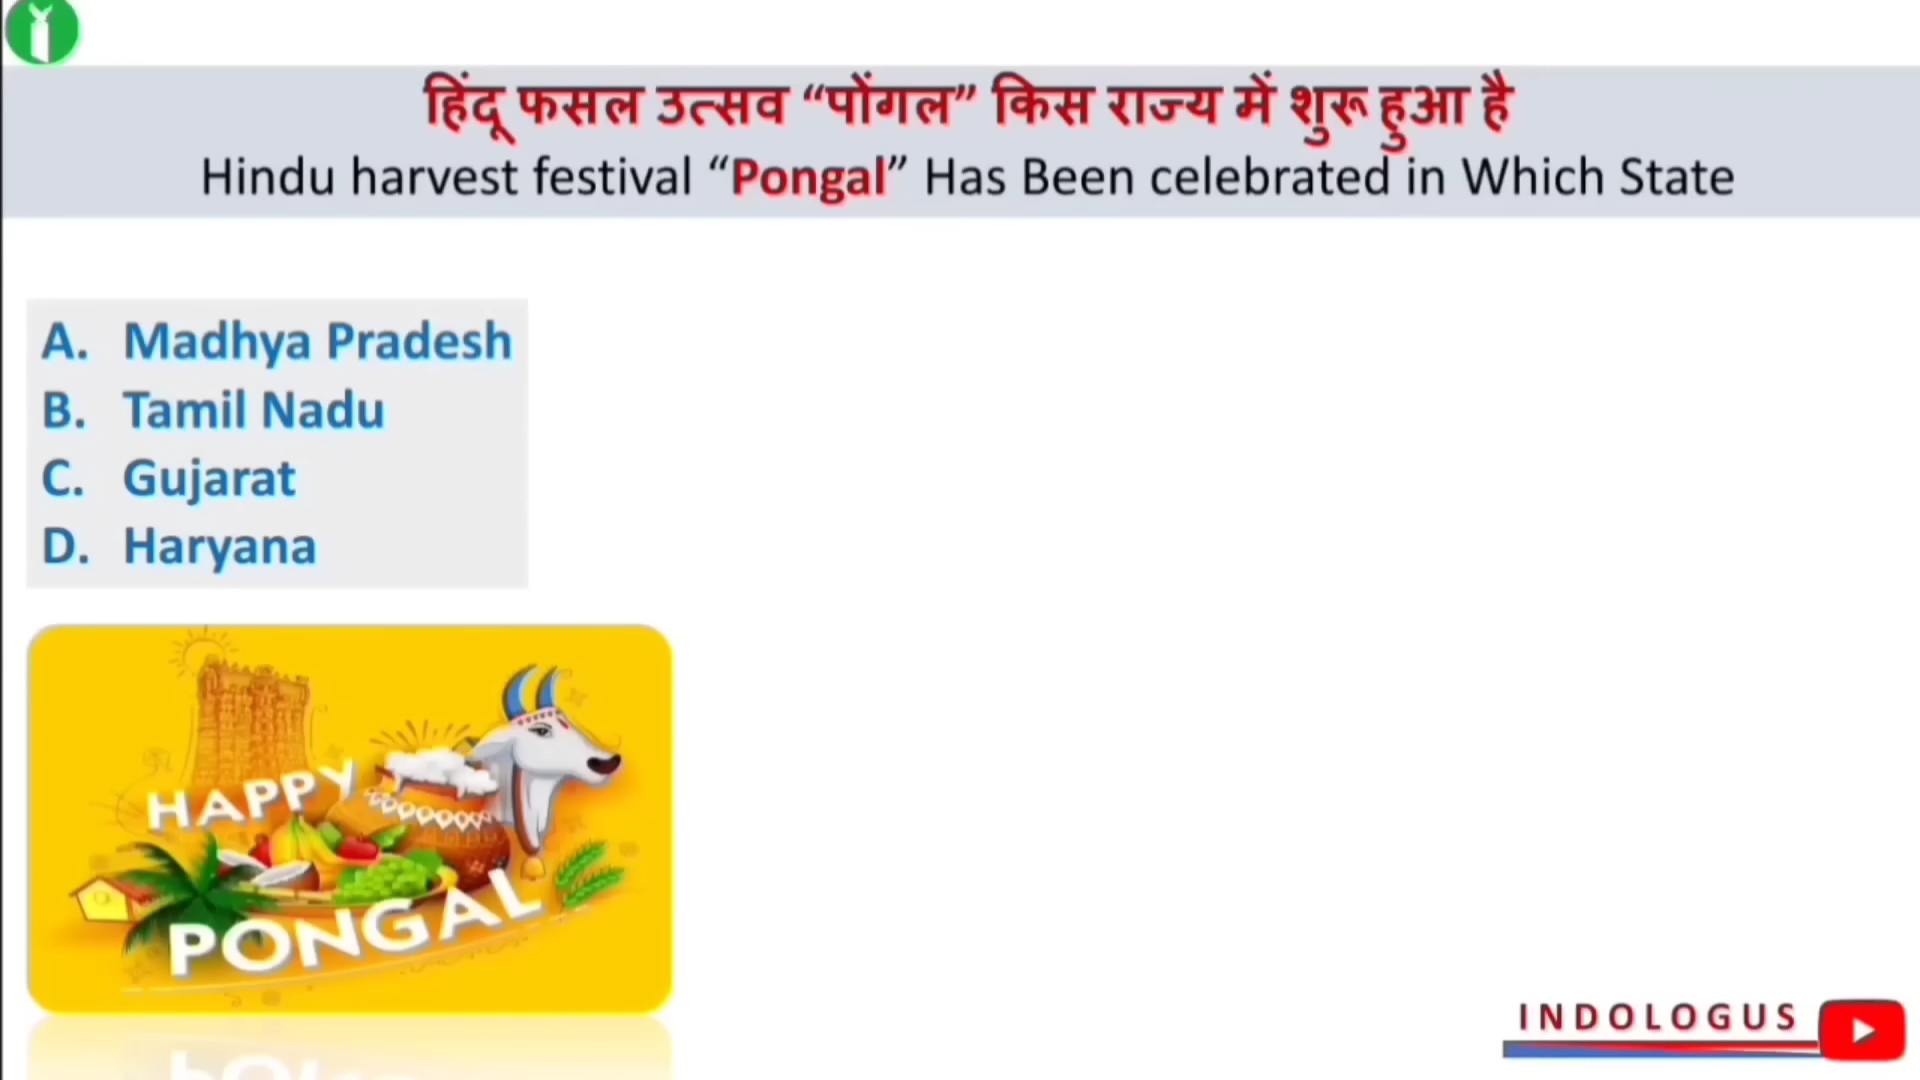 हिंदू फसल उत्सव “पोंगल” किस राज्य में शुरू हुआ है
Hindu harvest festival “Pongal” Has Been celebrated in Which State
A. Madhya Pradesh
B. Tamil Nadu
C. Gujarat
D. Haryana
HAPPY
PONGAL
INDOLOGUS